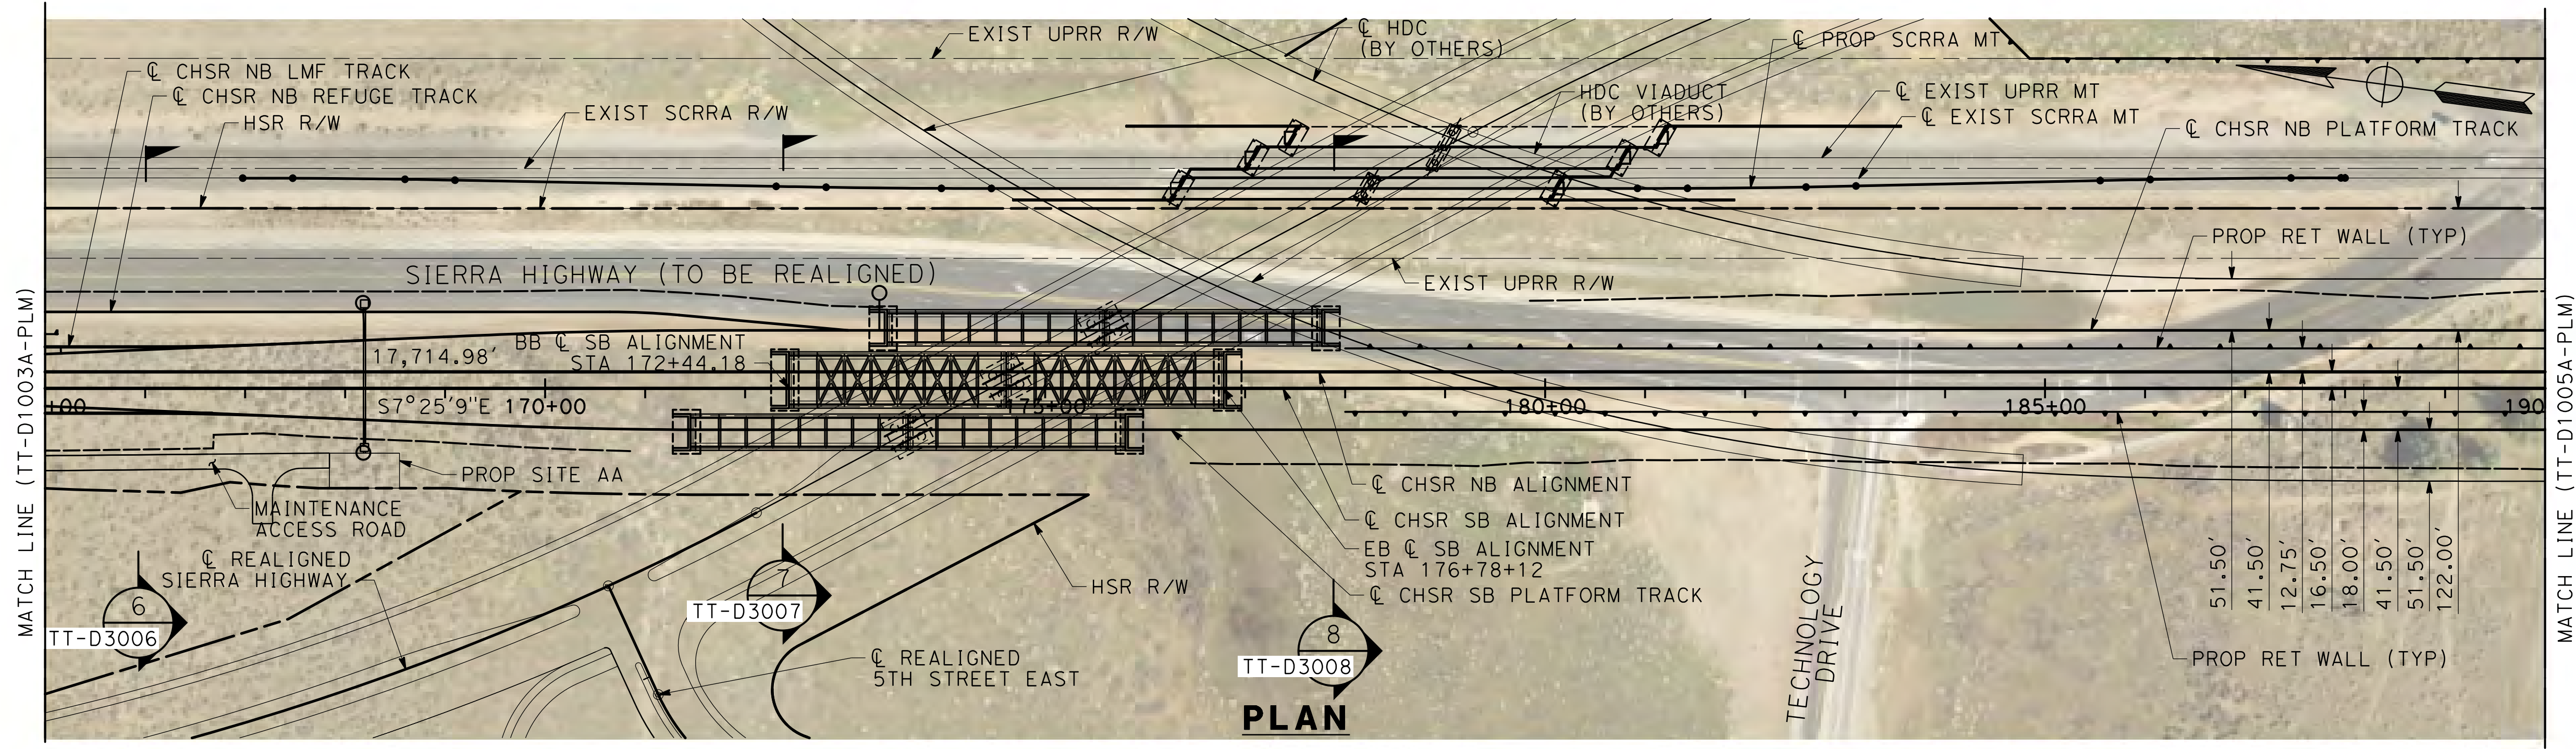 EXIST UPRR R/W
℄ HDC
(BY OTHERS)
℄ PROP SCRRA MT
℄ CHSR NB LMF TRACK
℄ CHSR NB REFUGE TRACK
HSR R/W
EXIST SCRRA R/W
HDC VIADUCT
(BY OTHERS)
℄ EXIST UPRR MT
℄ EXIST SCRRA MT
℄ CHSR NB PLATFORM TRACK
PROP RET WALL (TYP)
SIERRA HIGHWAY (TO BE REALIGNED)
EXIST UPRR R/W
17,714.98'
BB ℄ SB ALIGNMENT
STA 172+44.18
+00
S7°25'9"E
170+00
175+00
180+00
185+00
190
PROP SITE AA
MAINTENANCE
ACCESS ROAD
℄ REALIGNED
SIERRA HIGHWAY
℄ CHSR NB ALIGNMENT
℄ CHSR SB ALIGNMENT
EB ℄ SB ALIGNMENT
STA 176+78+12
℄ CHSR SB PLATFORM TRACK
HSR R/W
51.50'
41.50'
12.75'
16.50'
18.00'
41.50'
51.50'
122.00'
6
TT-D3006
7
TT-D3007
8
TT-D3008
℄ REALIGNED
5TH STREET EAST
TECHNOLOGY
DRIVE
PROP RET WALL (TYP)
PLAN
MATCH LINE (TT-D1003A-PLM)
MATCH LINE (TT-D1005A-PLM)